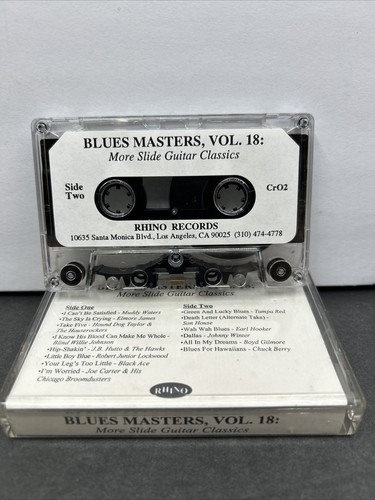 BLUES MASTERS, VOL. 18:
More Slide Guitar Classics
Side
Two
CrO2
RHINO RECORDS
10635 Santa Monica Blvd., Los Angeles, CA 90025 (310) 474-4778
More Slide Guitar Classics
Side One
•I Can't Be Satisfied - Muddy Waters
•The Sky Is Crying - Elmore James
•Take Five - Hound Dog Taylor &
The Houserockers
•I Know His Blood Can Make Me Whole -
Blind Willie Johnson
•Hip-Shakin' - J.B. Hutto & The Hawks
•Little Boy Blue - Robert Junior Lockwood
•Your Leg's Too Little - Black Ace
•I'm Worried - Joe Carter & His
Chicago Broomdusters
Side Two
•Green And Lucky Blues - Tampa Red
•Death Letter (Alternate Take) -
Son House
•Wah Wah Blues - Earl Hooker
•Dallas - Johnny Winter
•All In My Dreams - Boyd Gilmore
•Blues For Hawaiians - Chuck Berry
RHINO
BLUES MASTERS, VOL. 18:
More Slide Guitar Classics